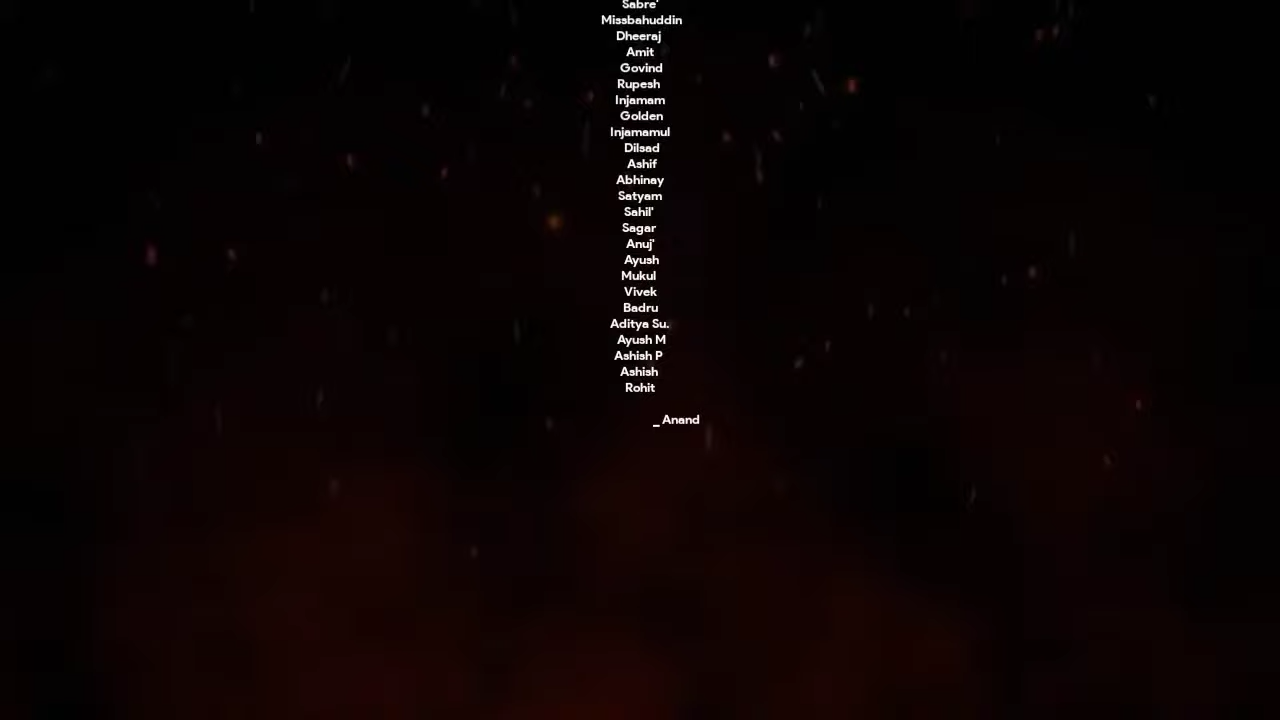 Sabre'
Missbahuddin
Dheeraj
Amit
Govind
Rupesh
Injamam
Golden
Injamamul
Dilsad
Ashif
Abhinay
Satyam
Sahil'
Sagar
Anuj'
Ayush
Mukul
Vivek
Badru
Aditya Su.
Ayush M
Ashish P
Ashish
Rohit
_ Anand